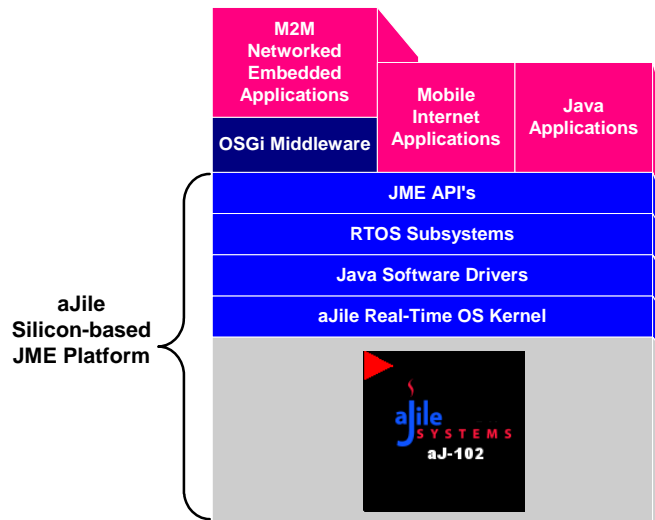 M2M
Networked
Embedded
Applications
OSGi Middleware
Mobile
Internet
Applications
Java
Applications
JME API's
RTOS Subsystems
Java Software Drivers
aJile Real-Time OS Kernel
aJile
Silicon-based
JME Platform
aJile
SYSTEMS
aJ-102